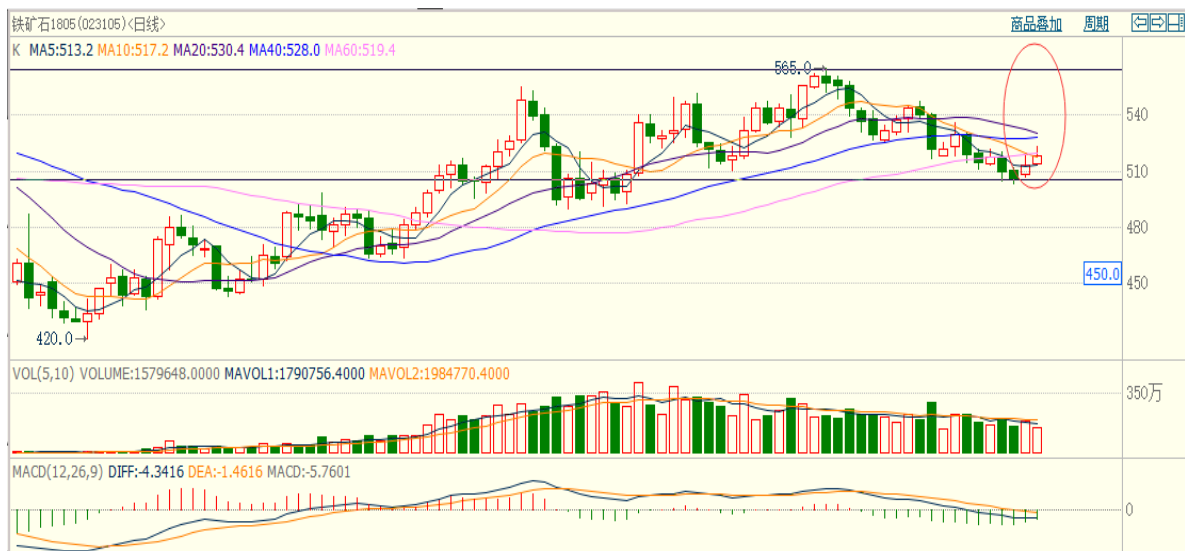 铁矿石1805(023105)<日线> 商品叠加 周期
K MA5:513.2 MA10:517.2 MA20:530.4 MA40:528.0 MA60:519.4
565.0→
540
510
480
450.0
450
420.0→
VOL(5,10) VOLUME:1579648.0000 MAVOL1:1790756.4000 MAVOL2:1984770.4000
350万
MACD(12,26,9) DIFF:-4.3416 DEA:-1.4616 MACD:-5.7601
0